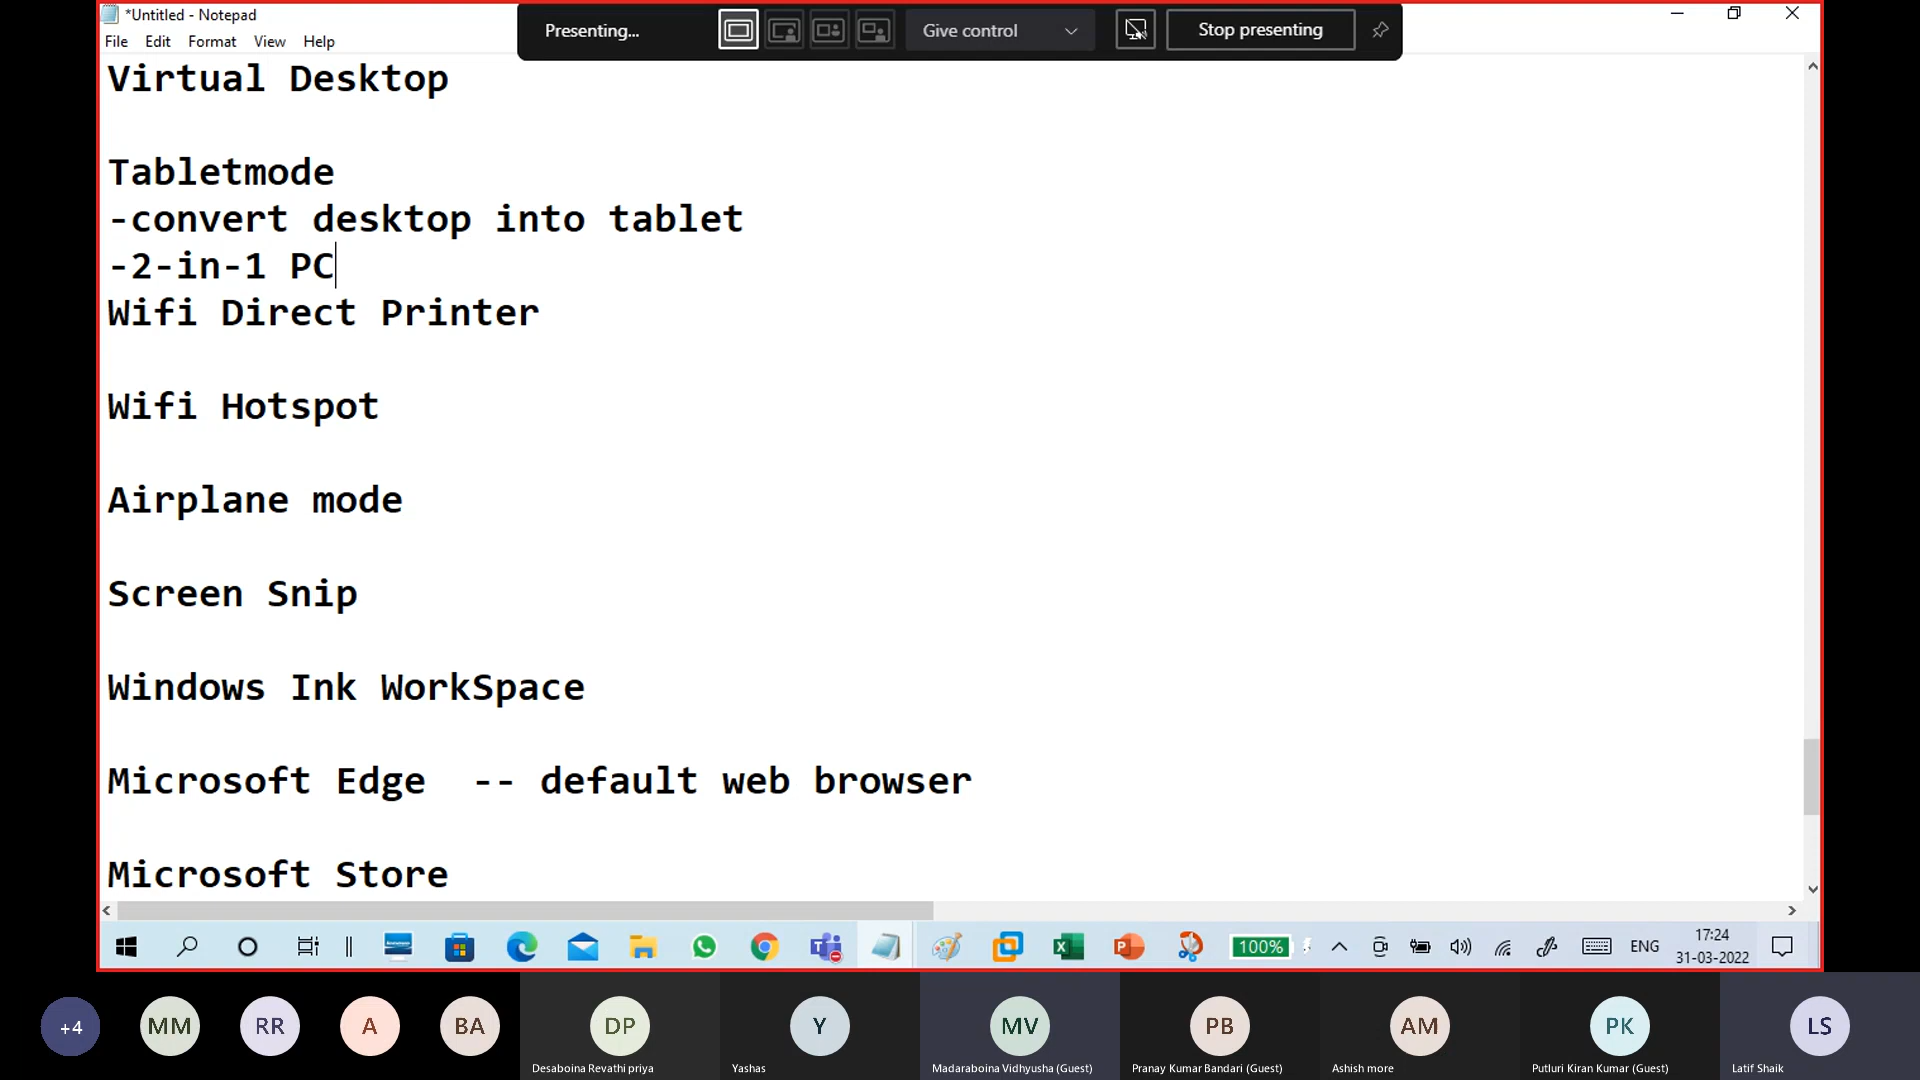 *Untitled - Notepad
Presenting...
Give control
Stop presenting
File Edit Format View Help
Virtual Desktop
Tabletmode
-convert desktop into tablet
-2-in-1 PC
Wifi Direct Printer
Wifi Hotspot
Airplane mode
Screen Snip
Windows Ink WorkSpace
Microsoft Edge  -- default web browser
Microsoft Store
100%
ENG
17:24
31-03-2022
+4 MM RR A BA DP Y MV PB AM PK LS
Desaboina Revathi priya
Yashas
Madaraboina Vidhyusha (Guest)
Pranay Kumar Bandari (Guest)
Ashish more
Putluri Kiran Kumar (Guest)
Latif Shaik